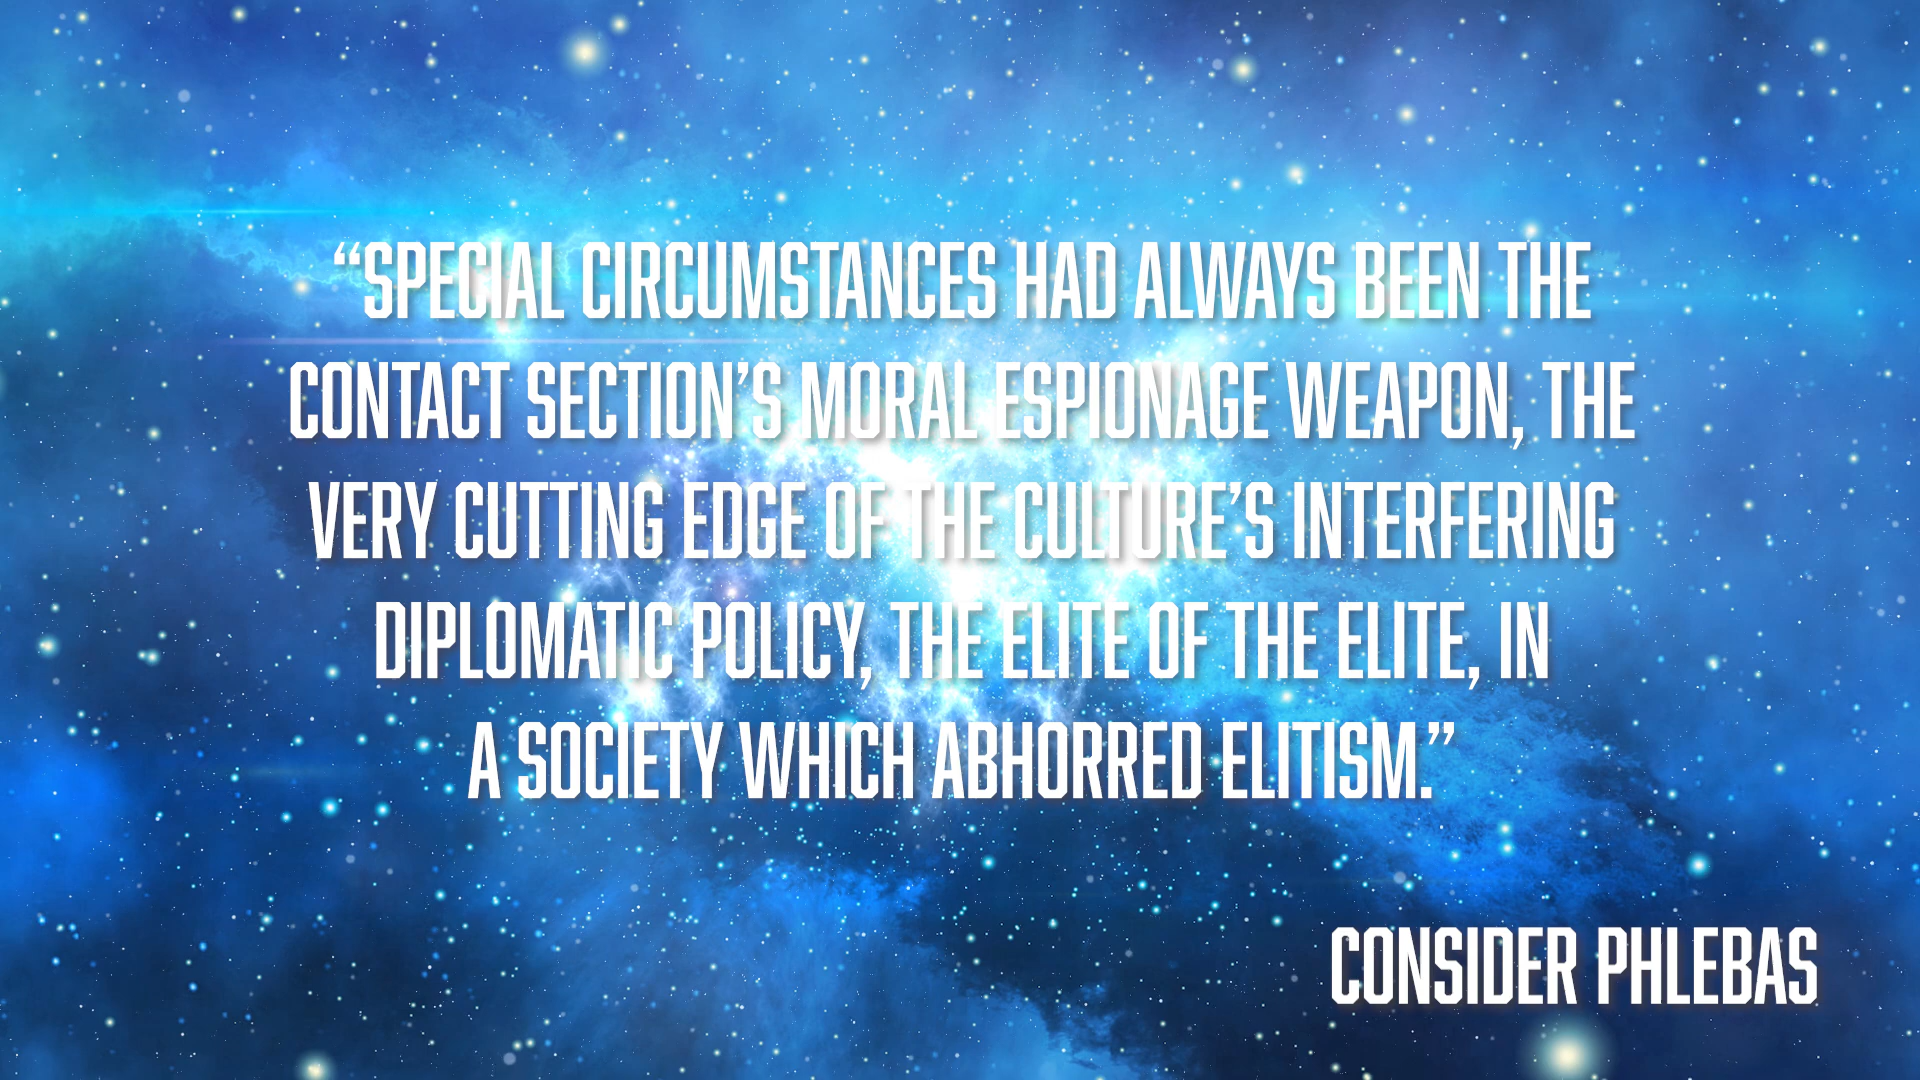 “SPECIAL CIRCUMSTANCES HAD ALWAYS BEEN THE
CONTACT SECTION’S MORAL ESPIONAGE WEAPON, THE
VERY CUTTING EDGE OF THE CULTURE’S INTERFERING
DIPLOMATIC POLICY, THE ELITE OF THE ELITE, IN
A SOCIETY WHICH ABHORRED ELITISM.”
CONSIDER PHLEBAS